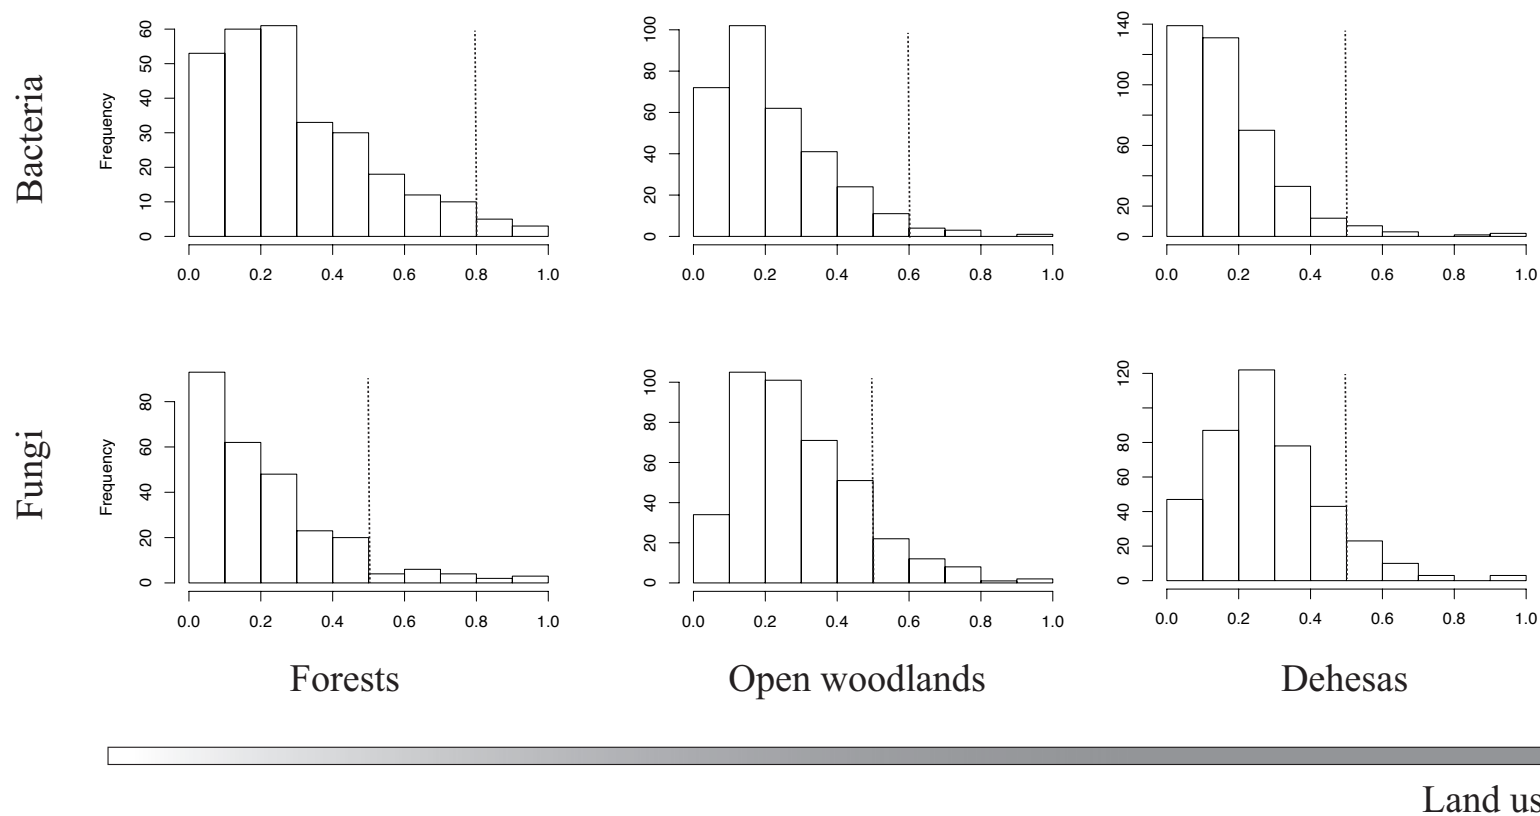 Bacteria
Frequency
0 10 20 30 40 50 60
0.0 0.2 0.4 0.6 0.8 1.0
0 20 40 60 80 100
0.0 0.2 0.4 0.6 0.8 1.0
0 20 60 100 140
0.0 0.2 0.4 0.6 0.8 1.0
Fungi
Frequency
0 20 40 60 80
0.0 0.2 0.4 0.6 0.8 1.0
0 20 40 60 80 100
0.0 0.2 0.4 0.6 0.8 1.0
0 20 40 60 80 120
0.0 0.2 0.4 0.6 0.8 1.0
Forests Open woodlands Dehesas
Land us